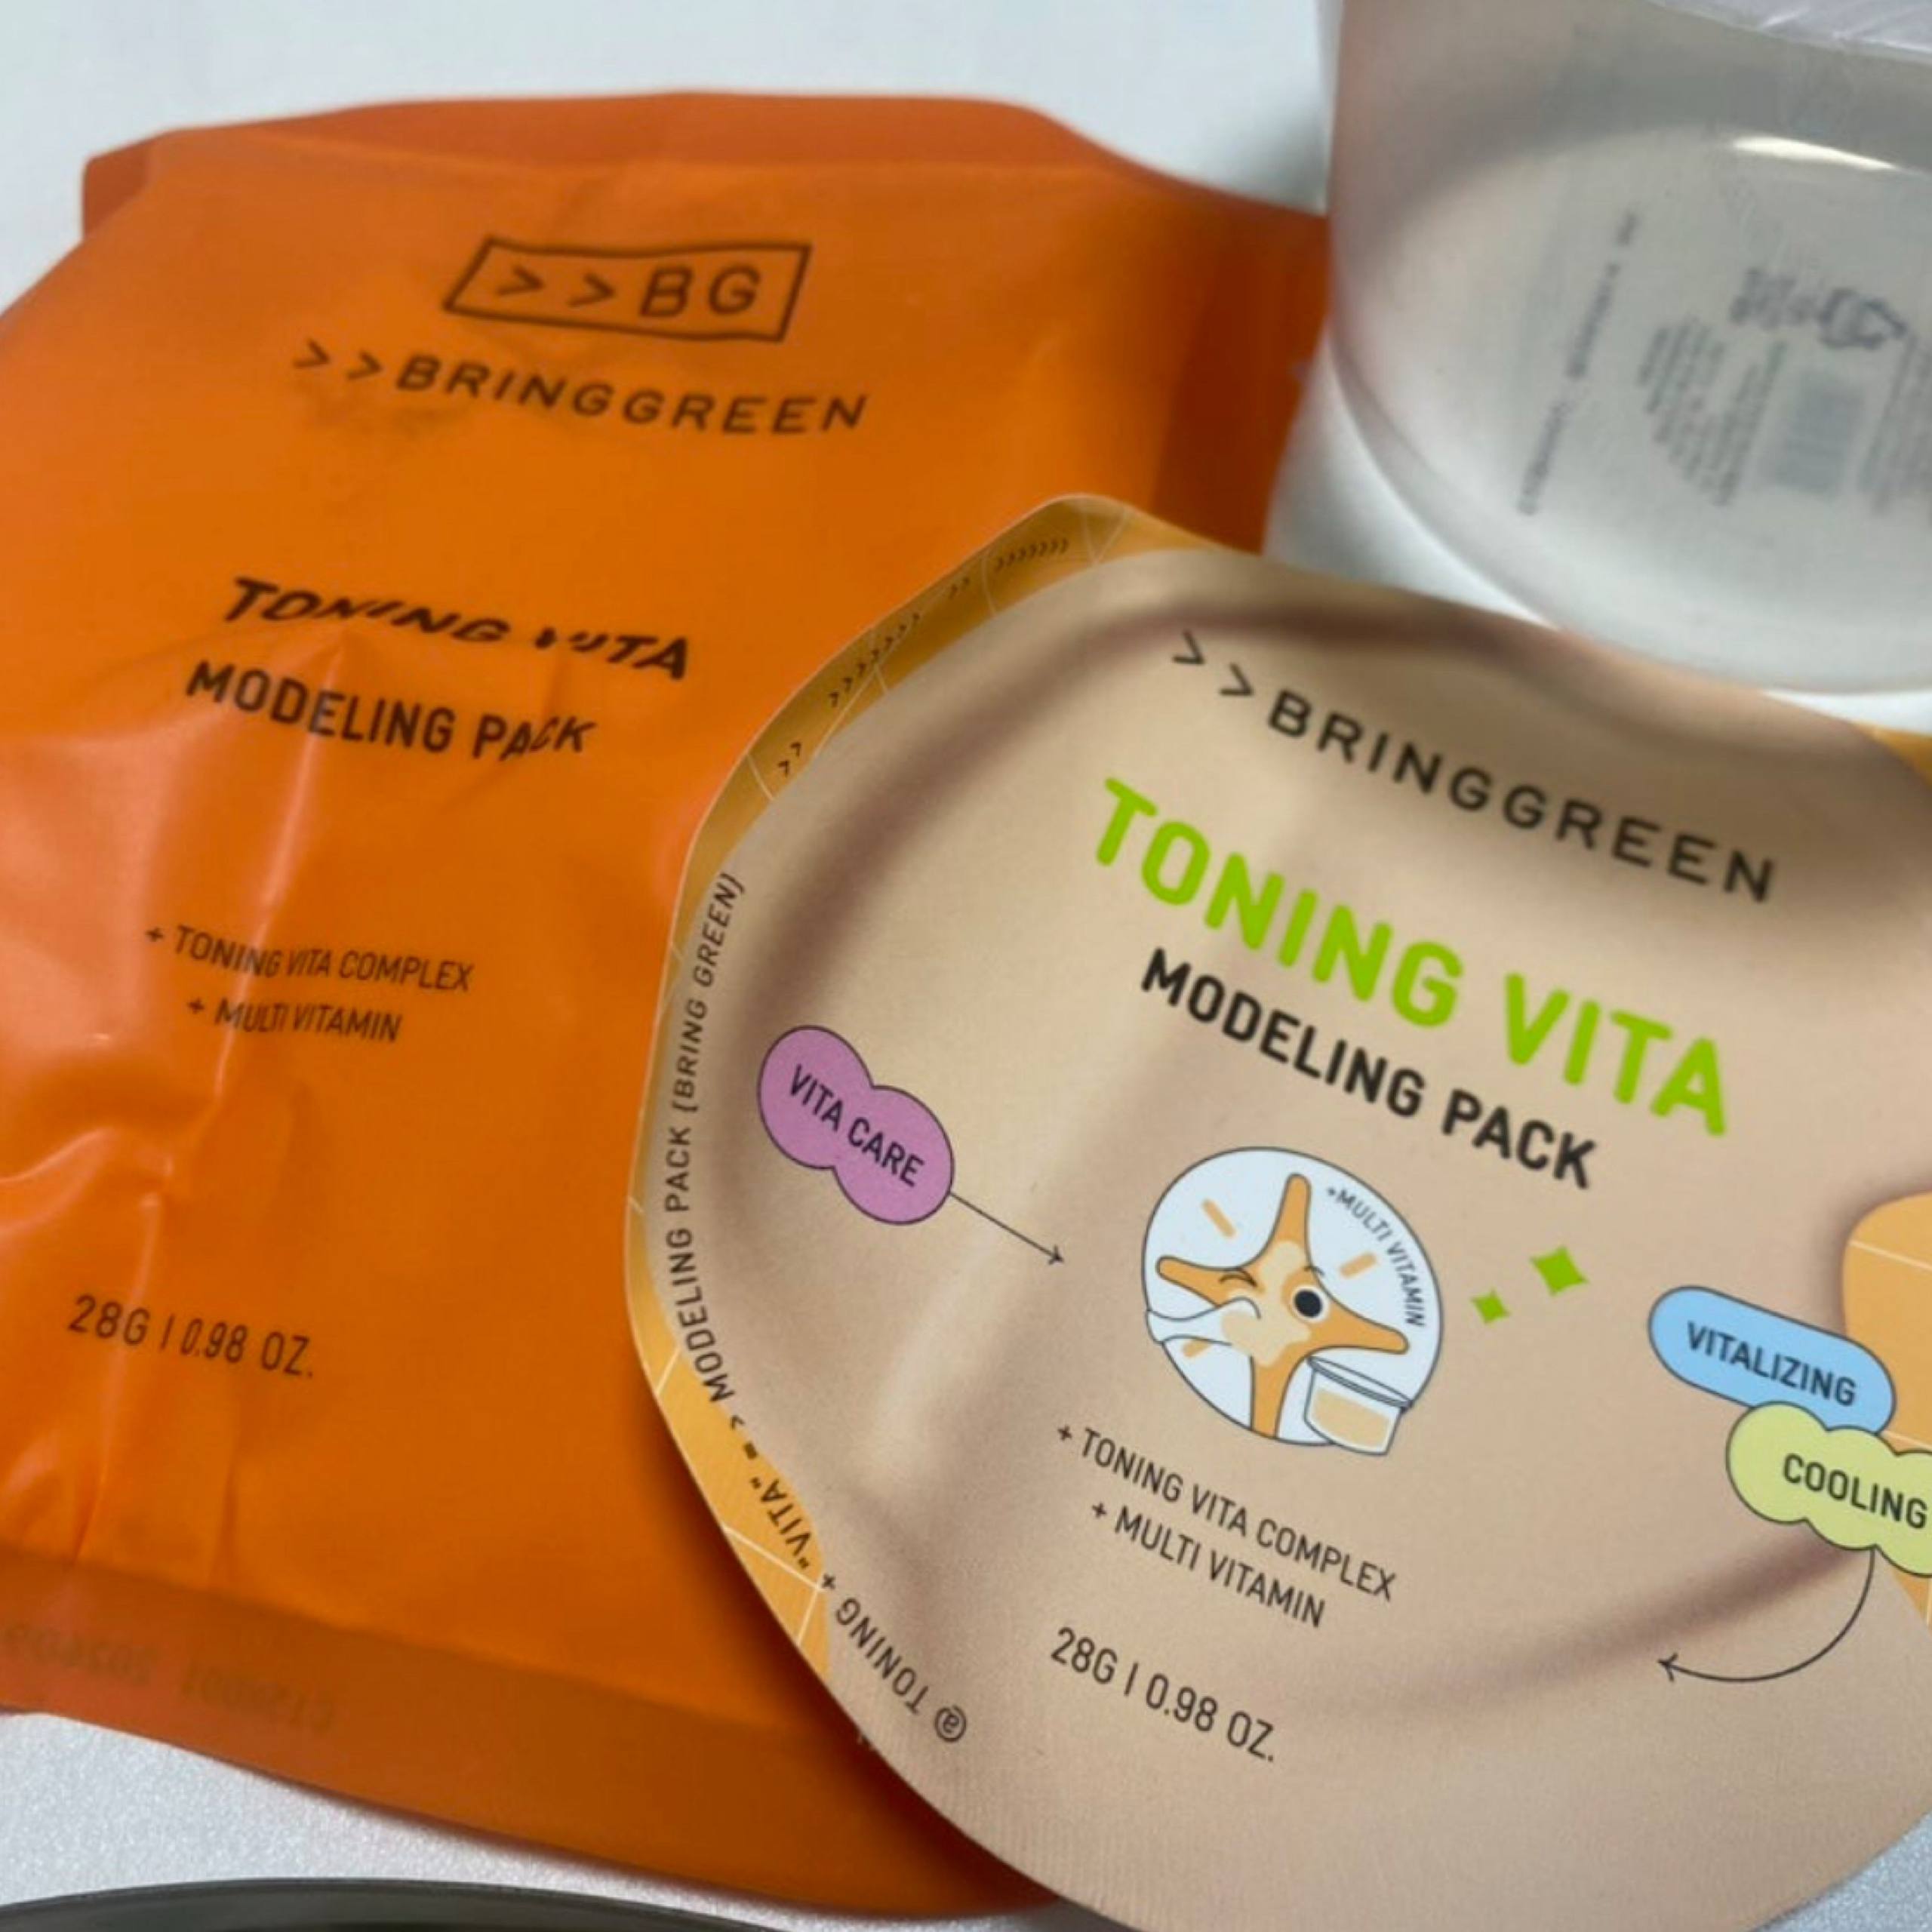 >>BG
>>BRINGGREEN
TONING VITA
MODELING PACK
+ TONING VITA COMPLEX
+ MULTI VITAMIN
28G | 0.98 OZ.
>>BRINGGREEN
TONING VITA
MODELING PACK
VITA CARE
+MULTI VITAMIN
VITALIZING
COOLING
+ TONING VITA COMPLEX
+ MULTI VITAMIN
28G | 0.98 OZ.
@ TONING + "VITA" = > MODELING PACK (BRING GREEN)